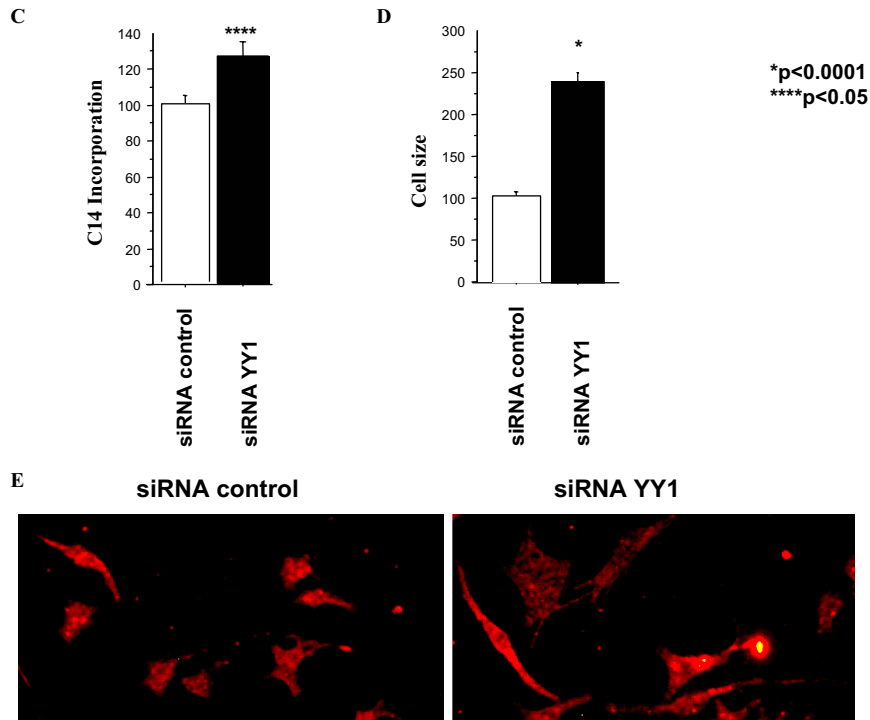 C
C14 Incorporation
140
120
100
80
60
40
20
0
****
siRNA control
siRNA YY1
D
Cell size
300
250
200
150
100
50
0
*
siRNA control
siRNA YY1
*p<0.0001
****p<0.05
E
siRNA control
siRNA YY1